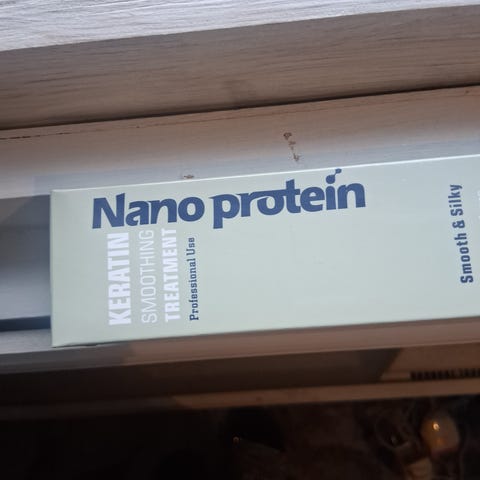 Nano protein
KERATIN
SMOOTHING
TREATMENT
Professional Use
Smooth & Silky